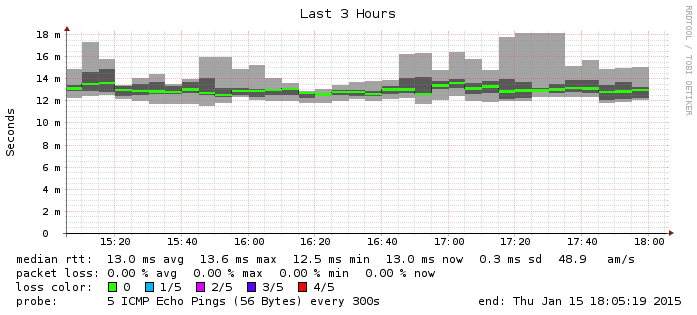 Last 3 Hours
RRDTOOL / TOBI OETIKER
Seconds
18 m
16 m
14 m
12 m
10 m
8 m
6 m
4 m
2 m
0
15:20 15:40 16:00 16:20 16:40 17:00 17:20 17:40 18:00
median rtt: 13.0 ms avg 13.6 ms max 12.5 ms min 13.0 ms now 0.3 ms sd 48.9 am/s
packet loss: 0.00 % avg 0.00 % max 0.00 % min 0.00 % now
loss color: 0 1/5 2/5 3/5 4/5
probe: 5 ICMP Echo Pings (56 Bytes) every 300s end: Thu Jan 15 18:05:19 2015